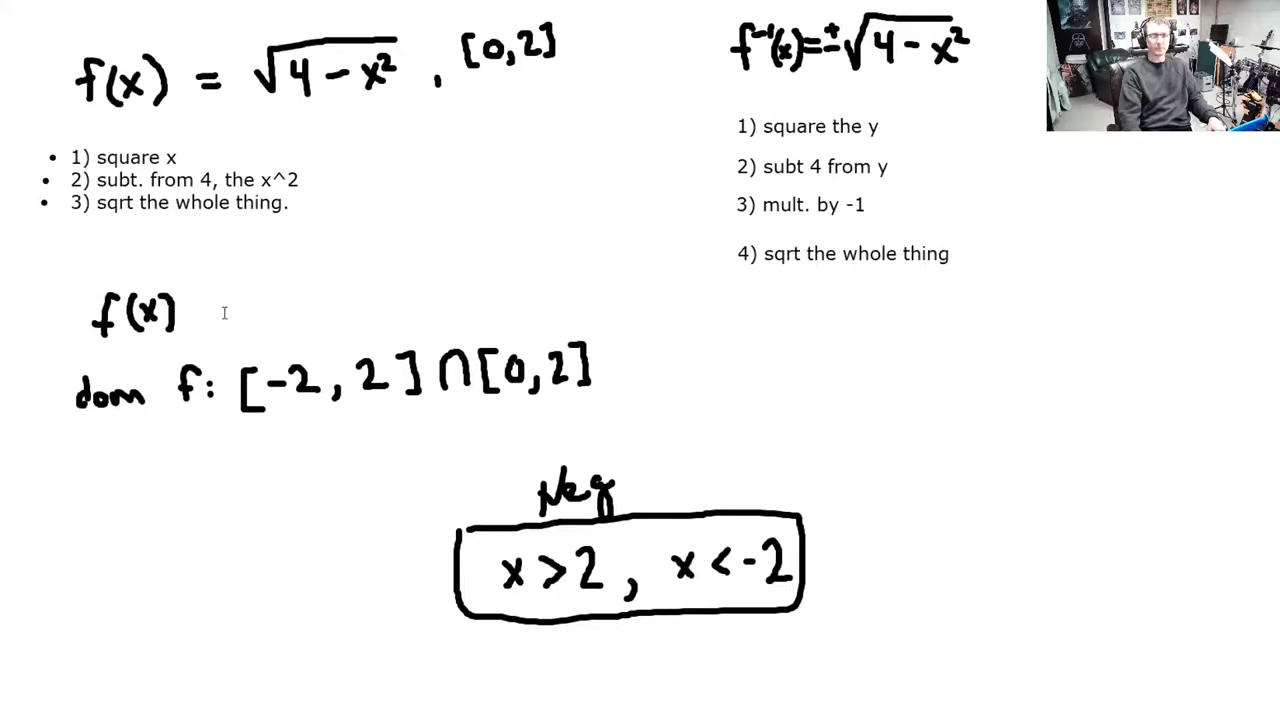 f(x) = √4 - x² , [0,2]
• 1) square x
• 2) subt. from 4, the x^2
• 3) sqrt the whole thing.
f⁻¹(x)=±√4 - x²
1) square the y
2) subt 4 from y
3) mult. by -1
4) sqrt the whole thing
f(x)
dom f: [-2, 2] ∩ [0,2]
Neg
x > 2, x < -2